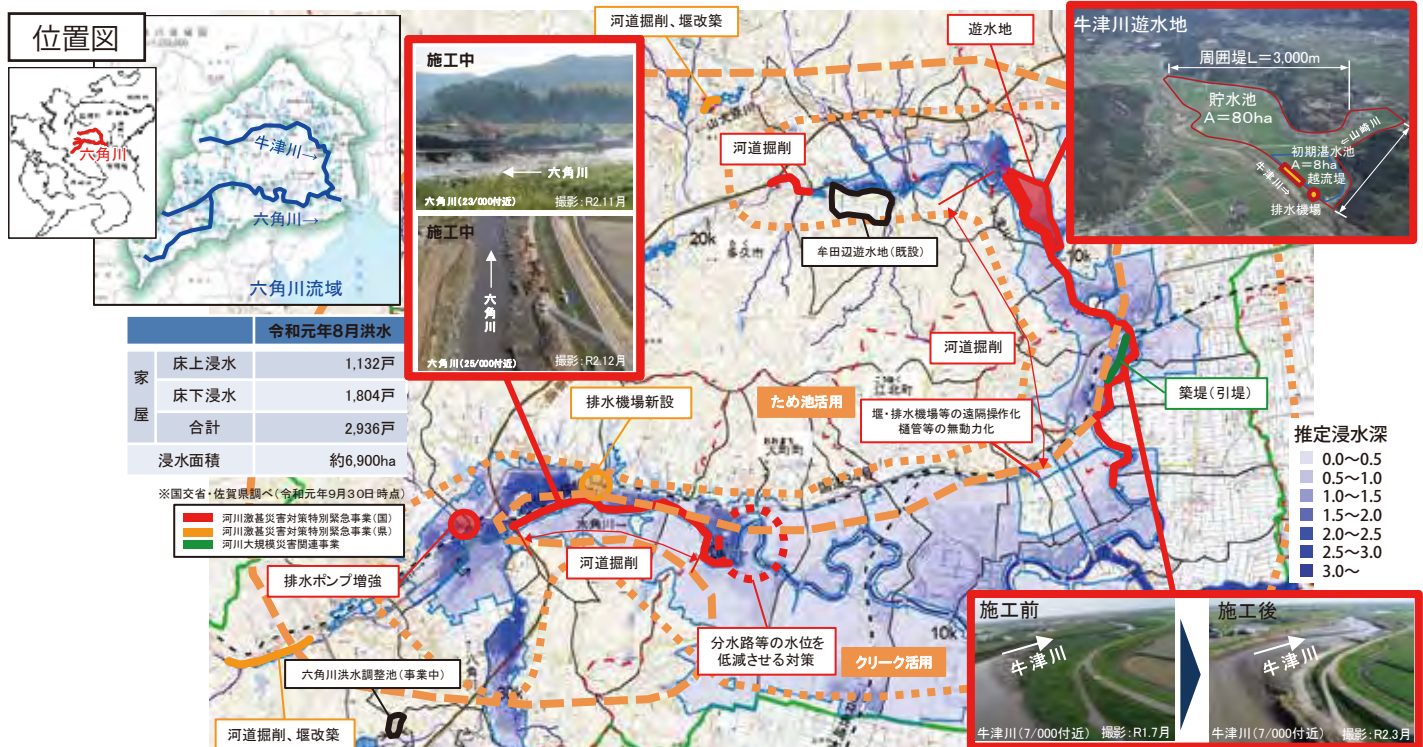 位置図
六角川
牛津川→
六角川→
六角川流域
令和元年8月洪水
家屋
床上浸水 1,132戸
床下浸水 1,804戸
合計 2,936戸
浸水面積 約6,900ha
※国交省・佐賀県調べ(令和元年9月30日時点)
河川激甚災害対策特別緊急事業(国)
河川激甚災害対策特別緊急事業(県)
河川大規模災害関連事業
施工中
←六角川
六角川(23/000付近) 撮影:R2.11月
施工中
六角川→
六角川(25/000付近) 撮影:R2.12月
河道掘削、堰改築
遊水地
河道掘削
牟田辺遊水地(既設)
20k
多久市
10k
河道掘削
江北町
築堤(引堤)
ため池活用
堰・排水機場等の遠隔操作化
樋管等の無動力化
大町町
排水機場新設
六角川→
河道掘削
排水ポンプ増強
分水路等の水位を
低減させる対策
クリーク活用
10k
六角川洪水調整池(事業中)
河道掘削、堰改築
牛津川遊水地
周囲堤L=3,000m
貯水池
A=80ha
⇐山崎川
初期湛水池
A=8ha
越流堤
牛津川⇒
排水機場
推定浸水深
0.0~0.5
0.5~1.0
1.0~1.5
1.5~2.0
2.0~2.5
2.5~3.0
3.0~
施工前
牛津川
牛津川(7/000付近) 撮影:R1.7月
施工後
牛津川
牛津川(7/000付近) 撮影:R2.3月